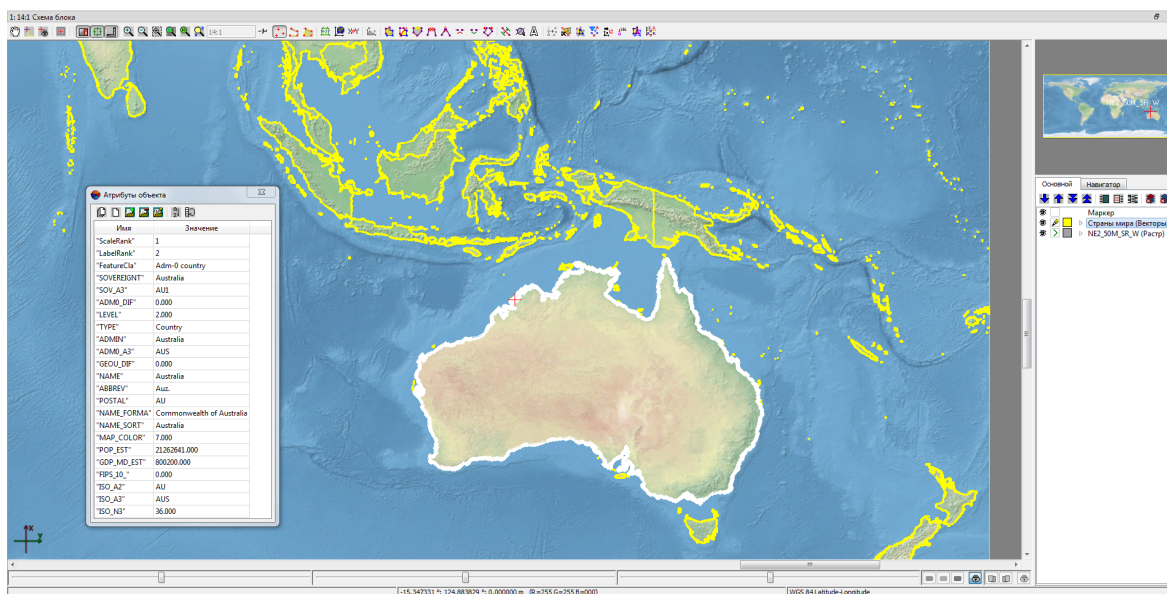 1: 14:1 Схема блока
14:1
NE2_50M_SR_W
Основной Навигатор
Маркер
Страны мира (Векторы
NE2_50M_SR_W (Растр)
Атрибуты объекта
Имя Значение
"ScaleRank" 1
"LabelRank" 2
"FeatureCla" Adm-0 country
"SOVEREIGNT" Australia
"SOV_A3" AU1
"ADM0_DIF" 0.000
"LEVEL" 2.000
"TYPE" Country
"ADMIN" Australia
"ADM0_A3" AUS
"GEOU_DIF" 0.000
"NAME" Australia
"ABBREV" Auz.
"POSTAL" AU
"NAME_FORMA" Commonwealth of Australia
"NAME_SORT" Australia
"MAP_COLOR" 7.000
"POP_EST" 21262641.000
"GDP_MD_EST" 800200.000
"FIPS_10_" 0.000
"ISO_A2" AU
"ISO_A3" AUS
"ISO_N3" 36.000
X
Y
-15.347331 °; 124.883829 °; 0.000000 m (R=255 G=255 B=000) WGS 84 Latitude-Longitude